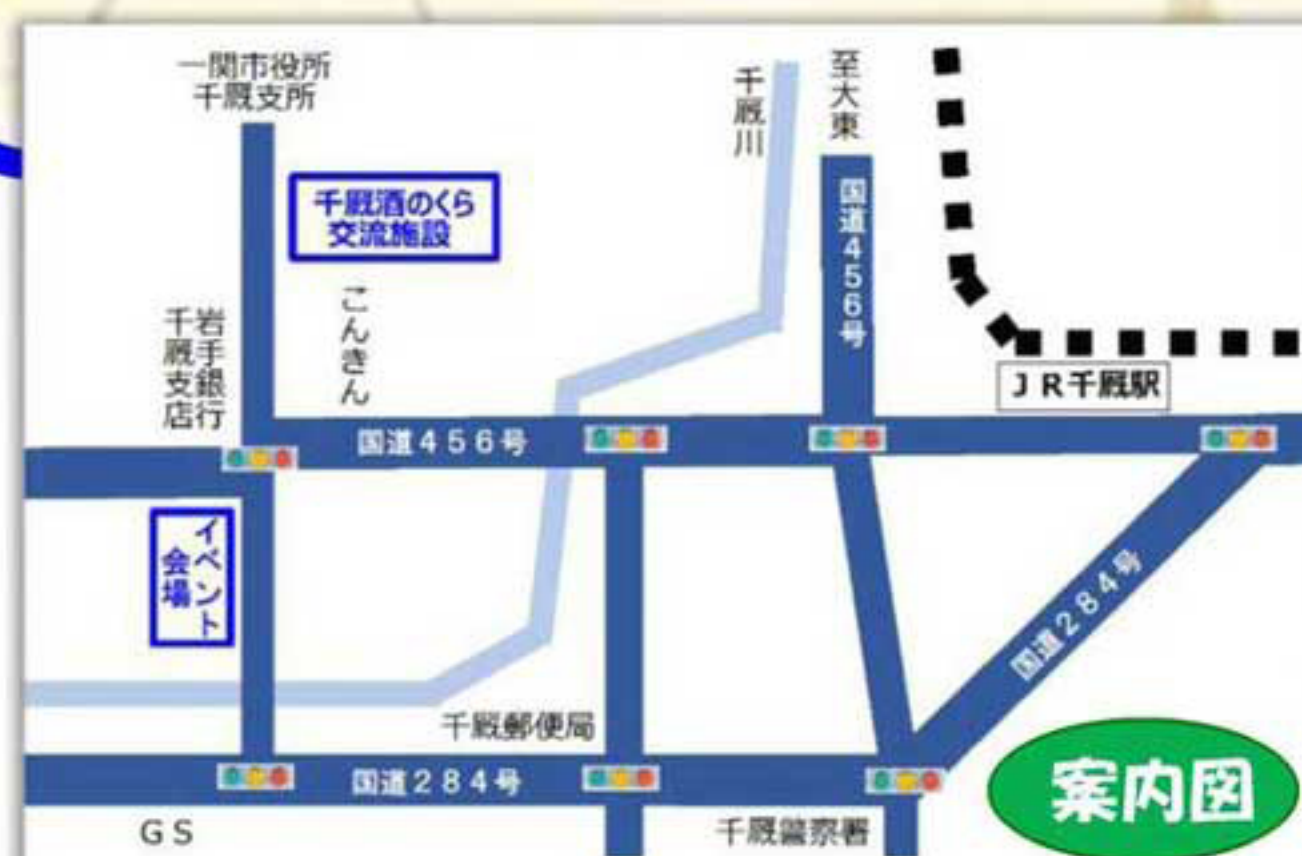 一関市役所
千厩支所
千厩酒のくら
交流施設
千厩川
至大東
国道456号
こんきん
岩手銀行
千厩支店
JR千厩駅
国道456号
イベント
会場
国道284号
千厩郵便局
国道284号
案内図
GS
千厩警察署